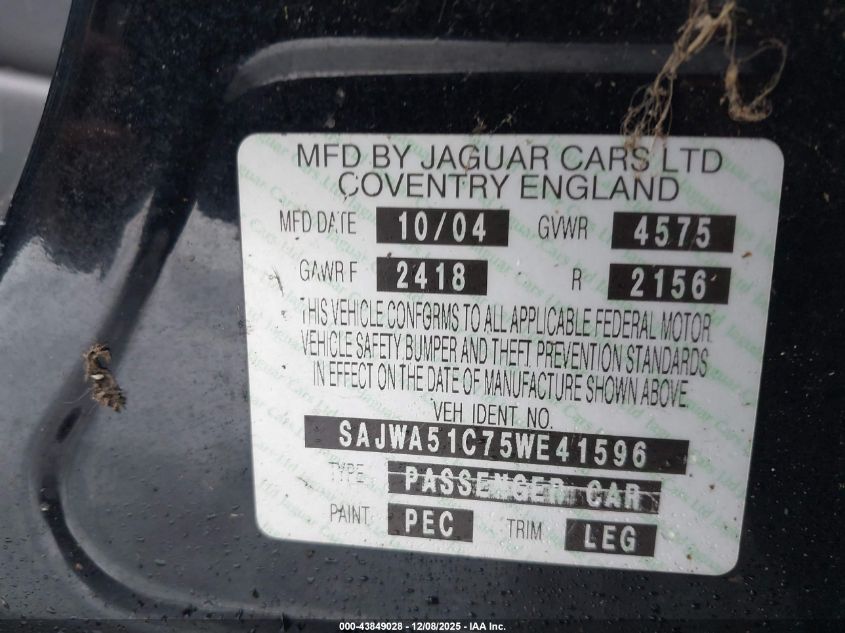 MFD BY JAGUAR CARS LTD
COVENTRY ENGLAND
MFD DATE 10/04 GVWR 4575
GAWR F 2418 R 2156
THIS VEHICLE CONFORMS TO ALL APPLICABLE FEDERAL MOTOR
VEHICLE SAFETY, BUMPER AND THEFT PREVENTION STANDARDS
IN EFFECT ON THE DATE OF MANUFACTURE SHOWN ABOVE
VEH IDENT NO.
SAJWA51C75WE41596
TYPE PASSENGER CAR
PAINT PEC TRIM LEG
000-43849028 - 12/08/2025 - IAA Inc.